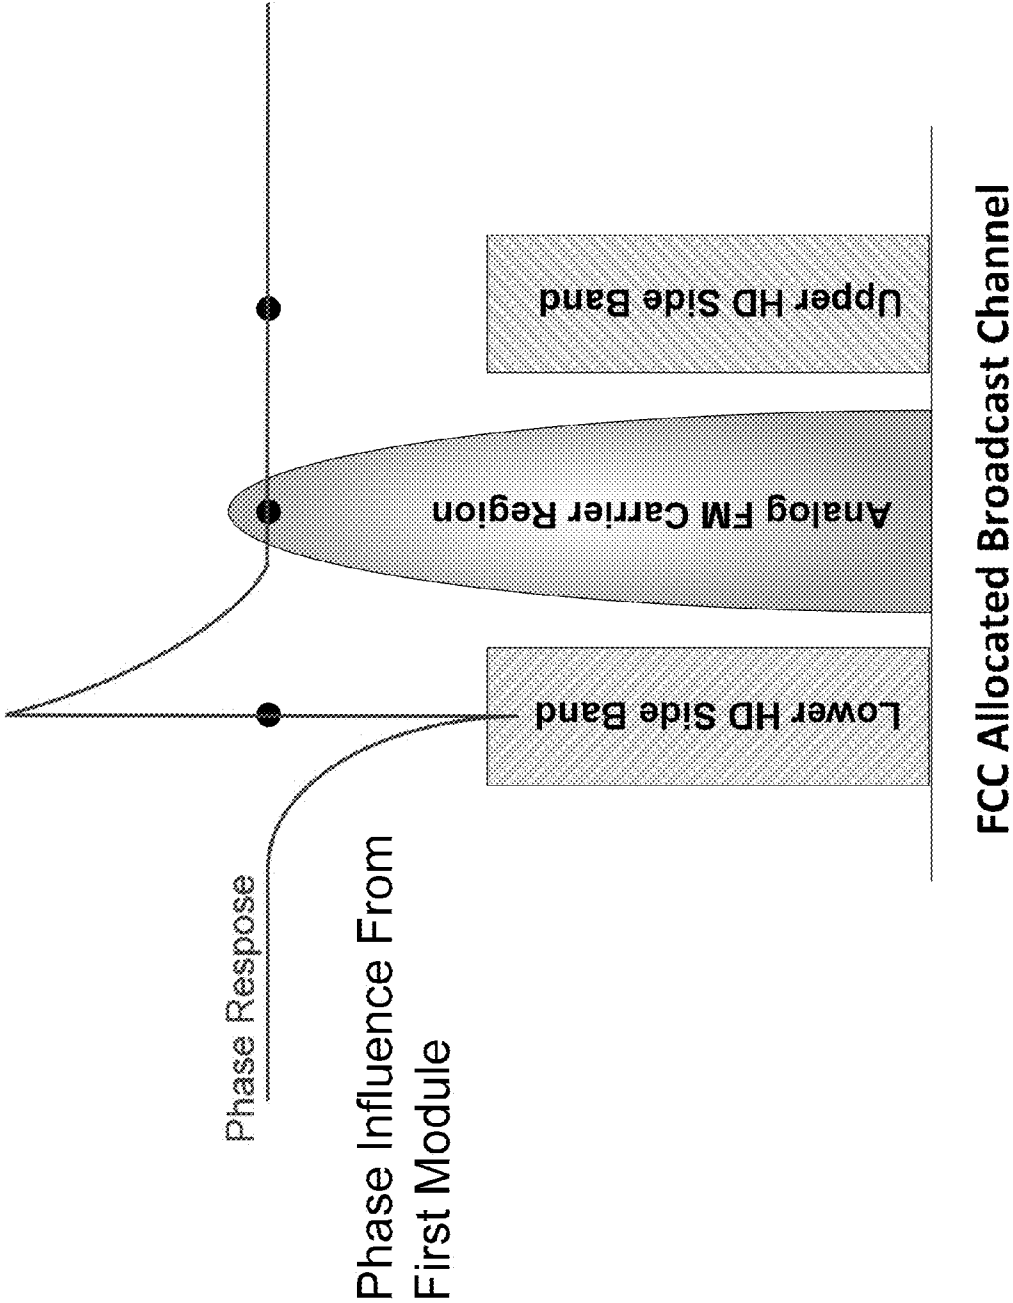 Phase Respose
Phase Influence From
First Module
Lower HD Side Band
Analog FM Carrier Region
Upper HD Side Band
FCC Allocated Broadcast Channel